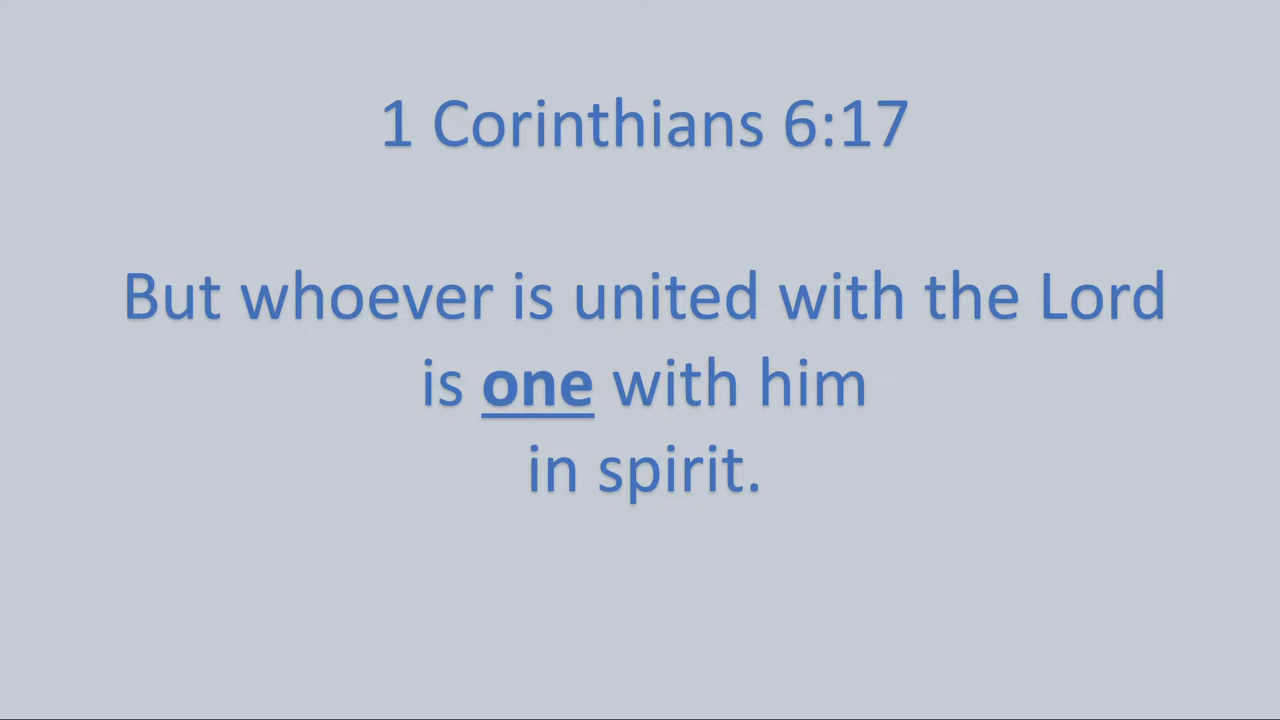 1 Corinthians 6:17
But whoever is united with the Lord
is one with him
in spirit.